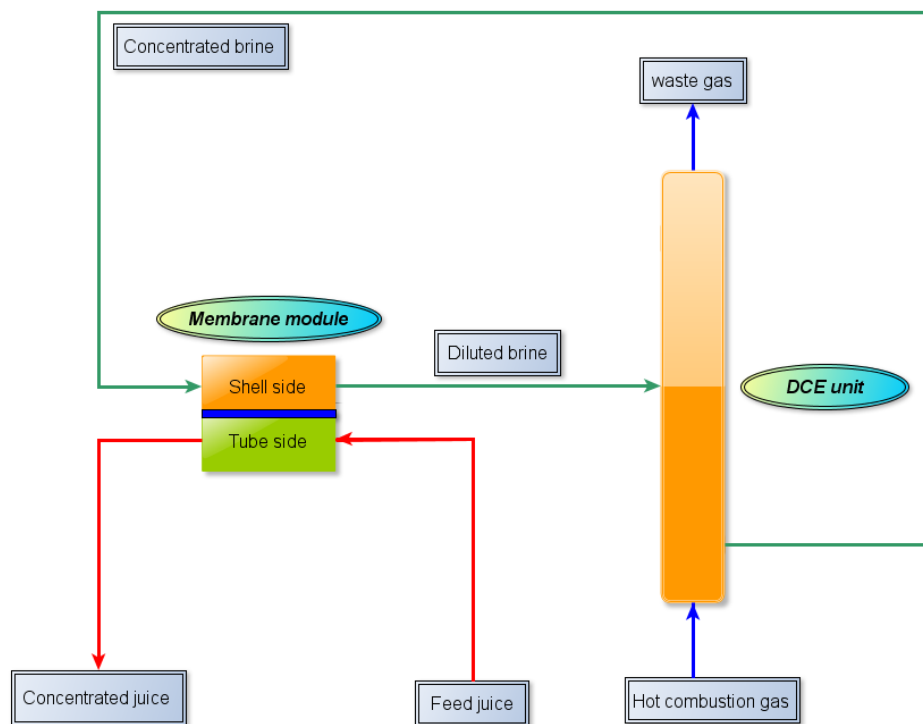 Concentrated brine
waste gas
Membrane module
Diluted brine
Shell side
DCE unit
Tube side
Concentrated juice
Feed juice
Hot combustion gas